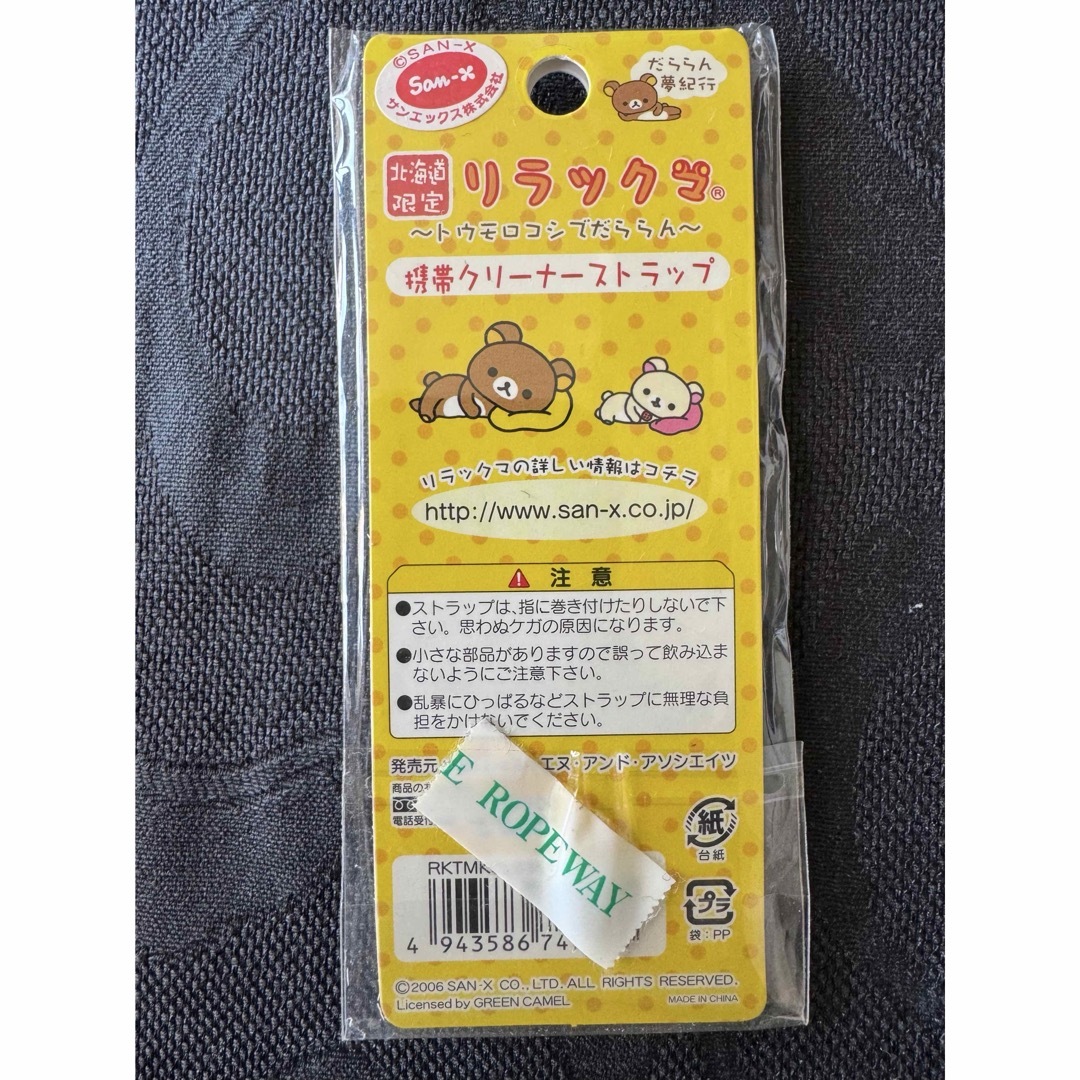 ©SAN-X
San-x
サンエックス株式会社
だららん
夢紀行
北海道
限定
リラックマ®
～トウモロコシでだららん～
携帯クリーナーストラップ
リラックマの詳しい情報はコチラ
http://www.san-x.co.jp/
注意
●ストラップは、指に巻き付けたりしないで下
さい。思わぬケガの原因になります。
●小さな部品がありますので誤って飲み込ま
ないようにご注意下さい。
●乱暴にひっぱるなどストラップに無理な負
担をかけないでください。
発売元
エヌ・アンド・アソシエイツ
商品の
電話受
E ROPEWAY
紙
台紙
RKTMK
4 943586 74
プラ
袋:PP
©2006 SAN-X CO., LTD. ALL RIGHTS RESERVED.
Licensed by GREEN CAMEL
MADE IN CHINA